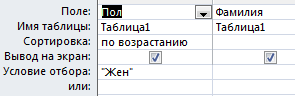 Поле: Пол Фамилия
Имя таблицы: Таблица1 Таблица1
Сортировка: по возрастанию
Вывод на экран:
Условие отбора: "Жен"
или: